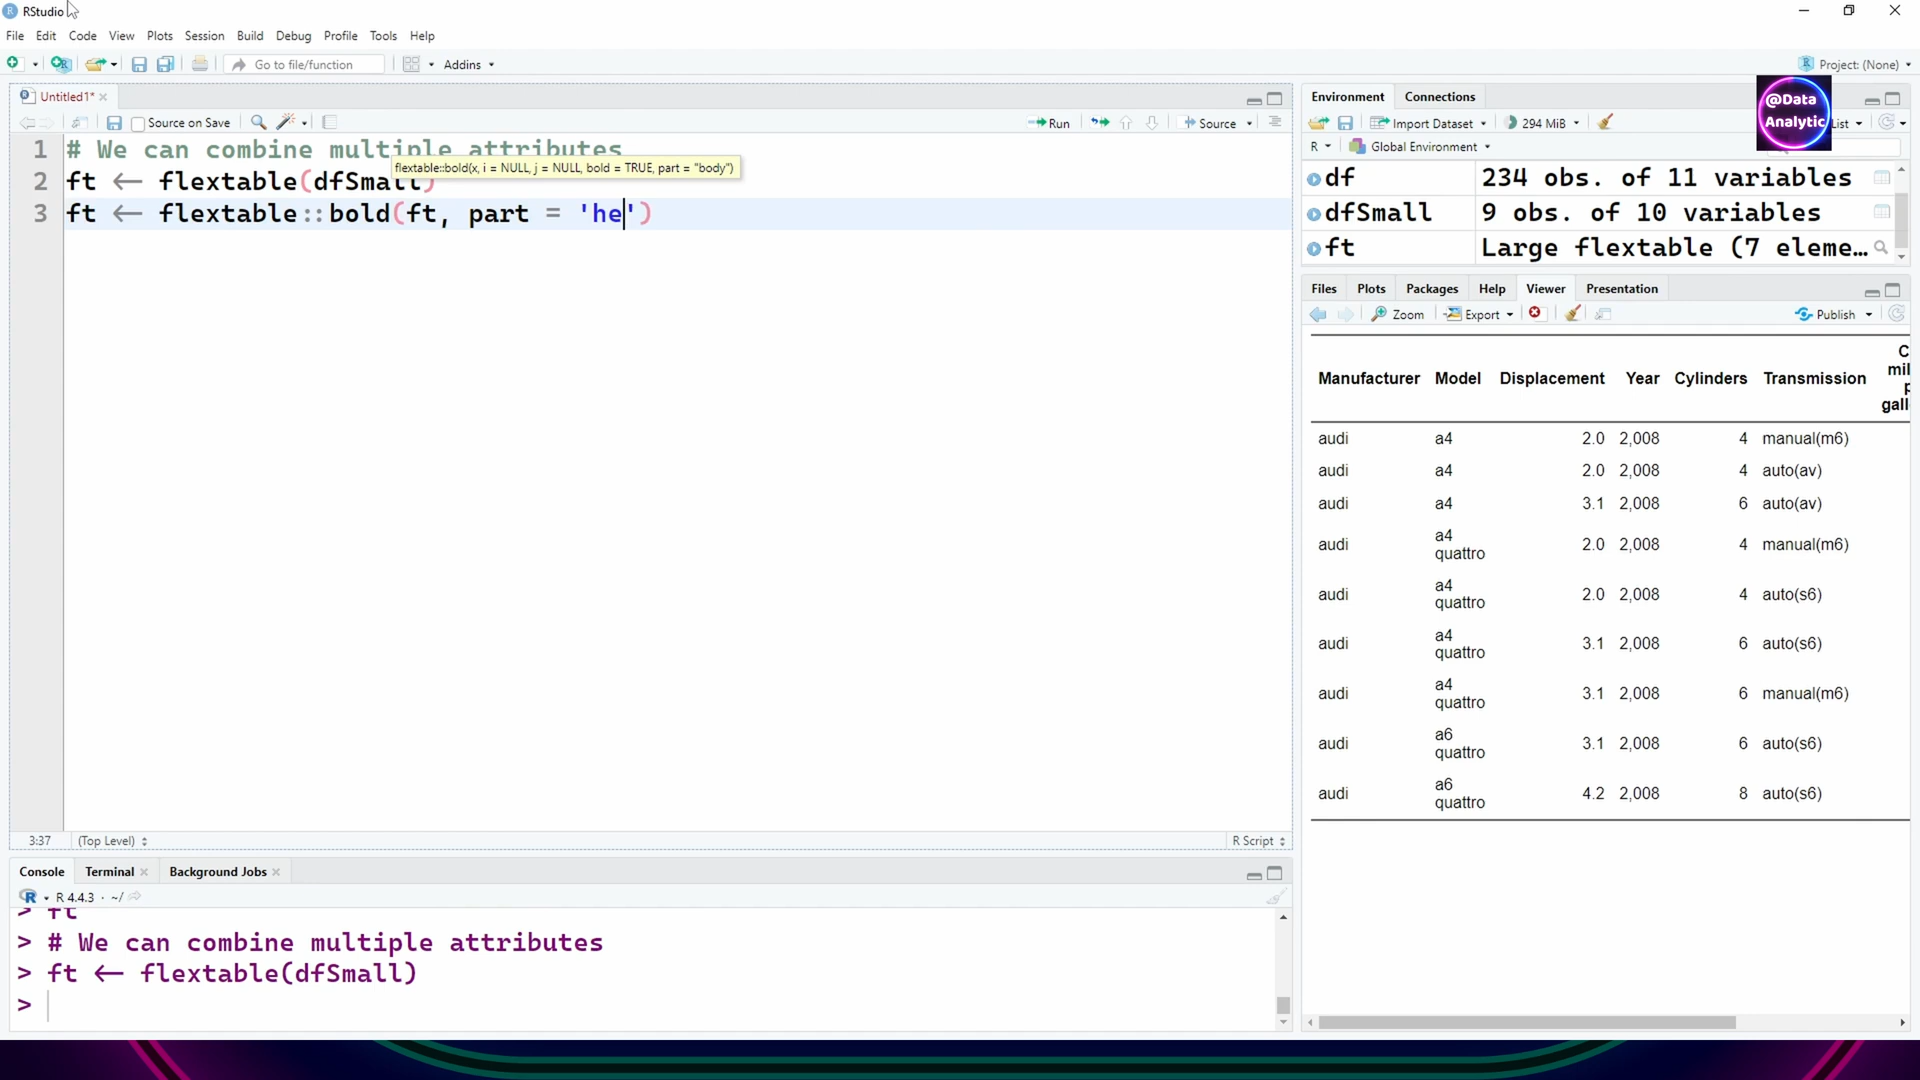 RStudio
File Edit Code View Plots Session Build Debug Profile Tools Help
Go to file/function Addins Project: (None)
Untitled1*
Source on Save Run Source
1 # We can combine multiple attributes
flextable::bold(x, i = NULL, j = NULL, bold = TRUE, part = "body")
2 ft <- flextable(dfSmall)
3 ft <- flextable::bold(ft, part = 'he')
3:37 (Top Level) R Script
Console Terminal Background Jobs
R 4.4.3 · ~/
> ft
> # We can combine multiple attributes
> ft <- flextable(dfSmall)
>
Environment Connections
@Data
Analytic
Import Dataset 294 MiB List
R Global Environment
df 234 obs. of 11 variables
dfSmall 9 obs. of 10 variables
ft Large flextable (7 eleme…
Files Plots Packages Help Viewer Presentation
Zoom Export Publish
Manufacturer Model Displacement Year Cylinders Transmission
audi a4 2.0 2,008 4 manual(m6)
audi a4 2.0 2,008 4 auto(av)
audi a4 3.1 2,008 6 auto(av)
audi a4 quattro 2.0 2,008 4 manual(m6)
audi a4 quattro 2.0 2,008 4 auto(s6)
audi a4 quattro 3.1 2,008 6 auto(s6)
audi a4 quattro 3.1 2,008 6 manual(m6)
audi a6 quattro 3.1 2,008 6 auto(s6)
audi a6 quattro 4.2 2,008 8 auto(s6)